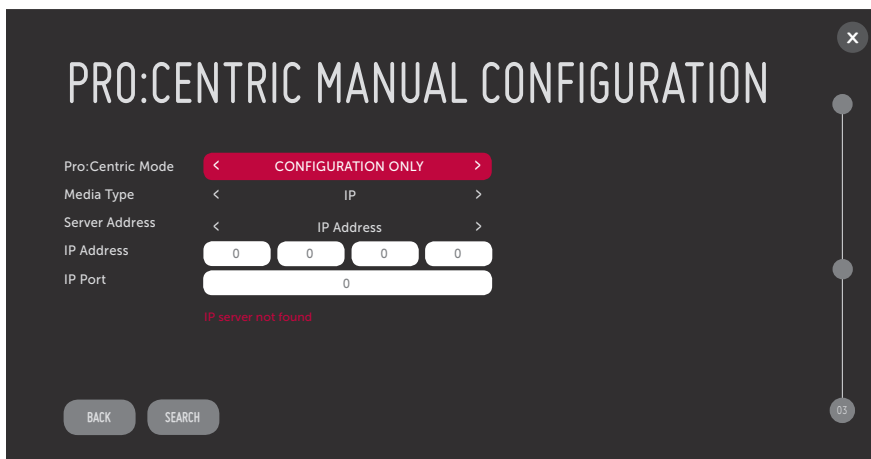 PRO:CENTRIC MANUAL CONFIGURATION
Pro:Centric Mode < CONFIGURATION ONLY >
Media Type < IP >
Server Address < IP Address >
IP Address 0 0 0 0
IP Port 0
IP server not found
BACK SEARCH
03